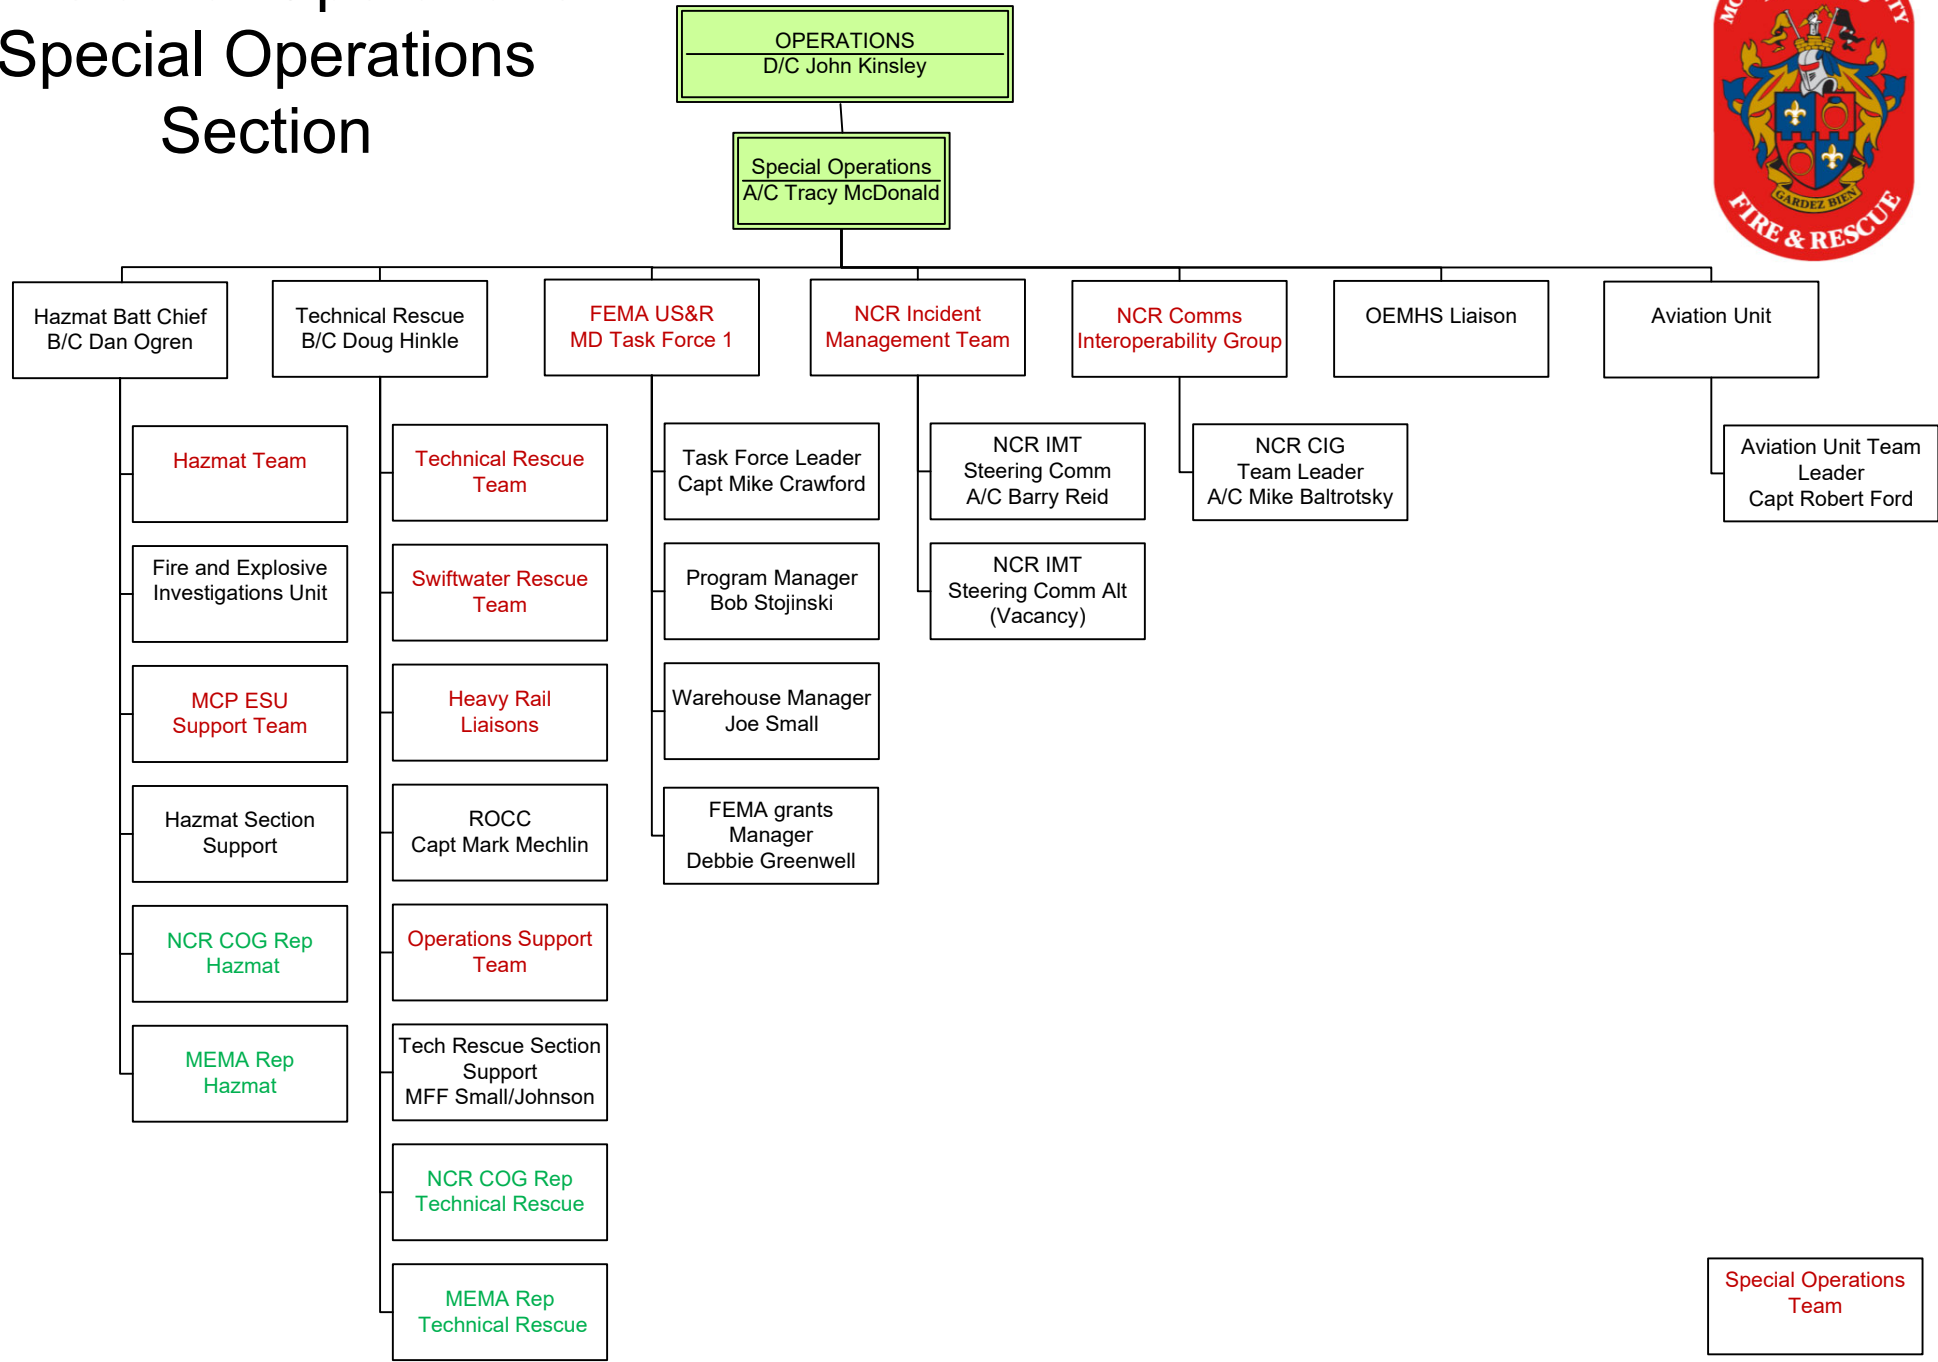 Special Operations
Section
OPERATIONS
D/C John Kinsley
Special Operations
A/C Tracy McDonald
GARDEZ BIEN
FIRE & RESCUE
Hazmat Batt Chief
B/C Dan Ogren
Technical Rescue
B/C Doug Hinkle
FEMA US&R
MD Task Force 1
NCR Incident
Management Team
NCR Comms
Interoperability Group
OEMHS Liaison
Aviation Unit
Hazmat Team
Fire and Explosive
Investigations Unit
MCP ESU
Support Team
Hazmat Section
Support
NCR COG Rep
Hazmat
MEMA Rep
Hazmat
Technical Rescue
Team
Swiftwater Rescue
Team
Heavy Rail
Liaisons
ROCC
Capt Mark Mechlin
Operations Support
Team
Tech Rescue Section
Support
MFF Small/Johnson
NCR COG Rep
Technical Rescue
MEMA Rep
Technical Rescue
Task Force Leader
Capt Mike Crawford
Program Manager
Bob Stojinski
Warehouse Manager
Joe Small
FEMA grants
Manager
Debbie Greenwell
NCR IMT
Steering Comm
A/C Barry Reid
NCR IMT
Steering Comm Alt
(Vacancy)
NCR CIG
Team Leader
A/C Mike Baltrotsky
Aviation Unit Team
Leader
Capt Robert Ford
Special Operations
Team